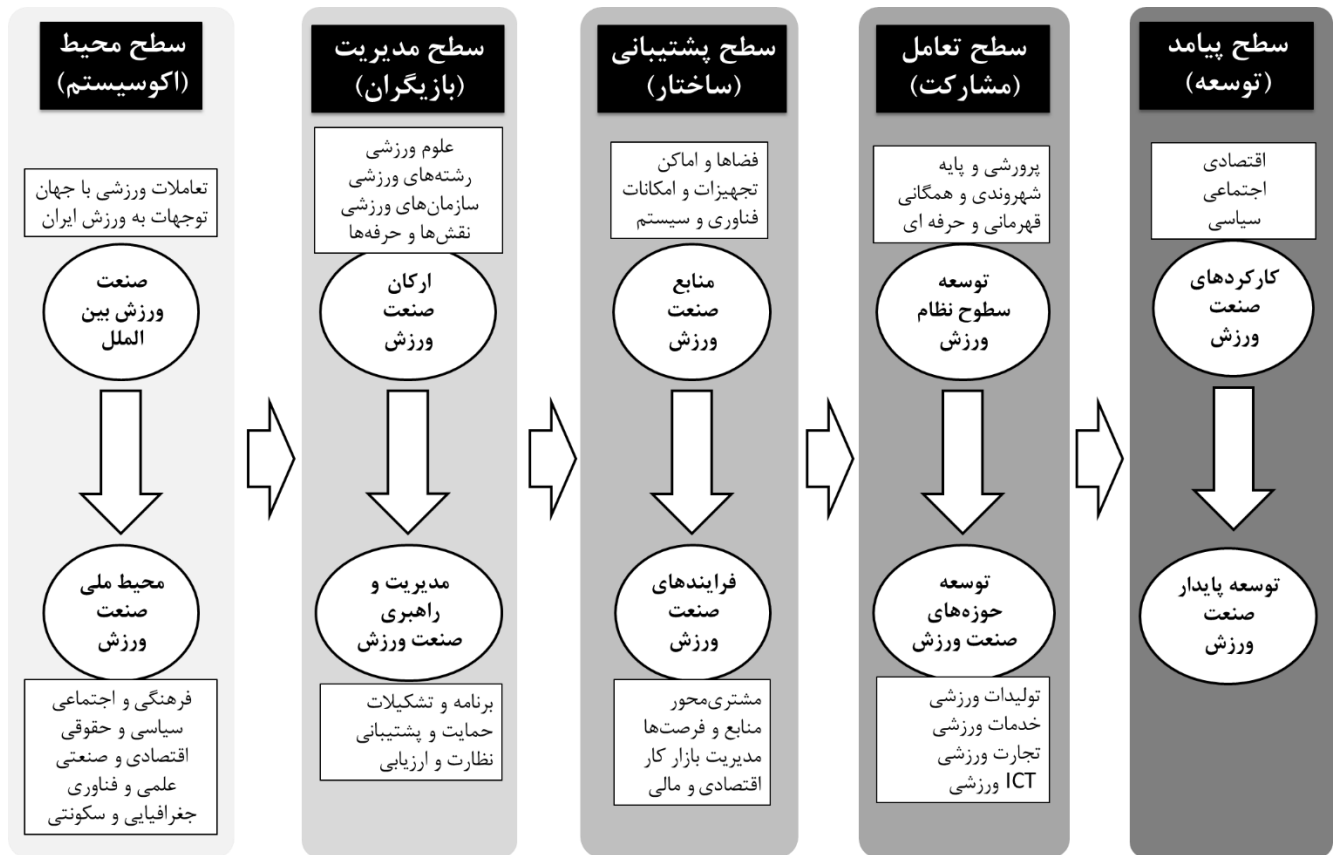 سطح محیط
(اکوسیستم)
تعاملات ورزشی با جهان
توجهات به ورزش ایران
صنعت
ورزش بین
الملل
محیط ملی
صنعت
ورزش
فرهنگی و اجتماعی
سیاسی و حقوقی
اقتصادی و صنعتی
علمی و فناوری
جغرافیایی و سکونتی
سطح مدیریت
(بازیگران)
علوم ورزشی
رشته‌های ورزشی
سازمان‌های ورزشی
نقش‌ها و حرفه‌ها
ارکان
صنعت
ورزش
مدیریت و
راهبری
صنعت ورزش
برنامه و تشکیلات
حمایت و پشتیبانی
نظارت و ارزیابی
سطح پشتیبانی
(ساختار)
فضاها و اماکن
تجهیزات و امکانات
فناوری و سیستم
منابع
صنعت
ورزش
فرایندهای
صنعت
ورزش
مشتری‌محور
منابع و فرصت‌ها
مدیریت بازار کار
اقتصادی و مالی
سطح تعامل
(مشارکت)
پرورشی و پایه
شهروندی و همگانی
قهرمانی و حرفه ای
توسعه
سطوح نظام
ورزش
توسعه
حوزه‌های
صنعت ورزش
تولیدات ورزشی
خدمات ورزشی
تجارت ورزشی
ICT ورزشی
سطح پیامد
(توسعه)
اقتصادی
اجتماعی
سیاسی
کارکردهای
صنعت
ورزش
توسعه پایدار
صنعت
ورزش